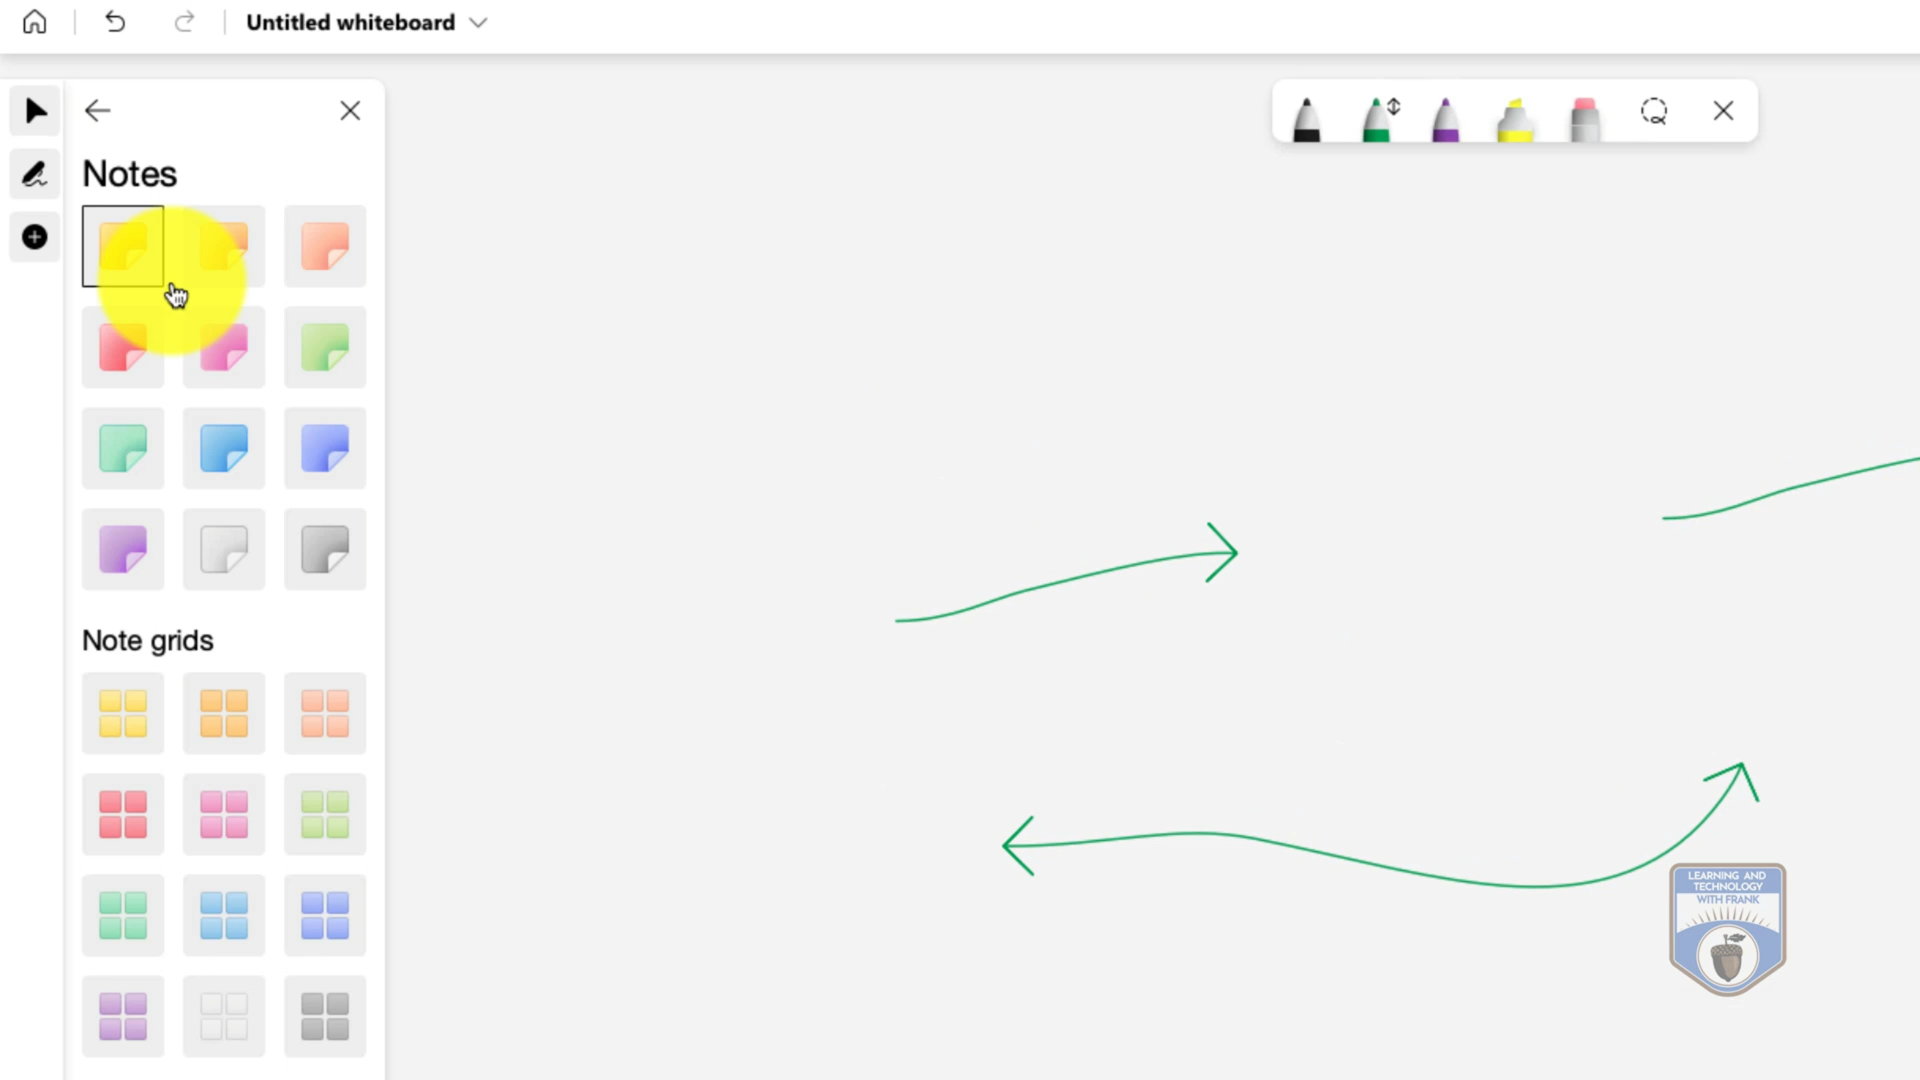 Untitled whiteboard
Notes
Note grids
LEARNING AND
TECHNOLOGY
WITH FRANK